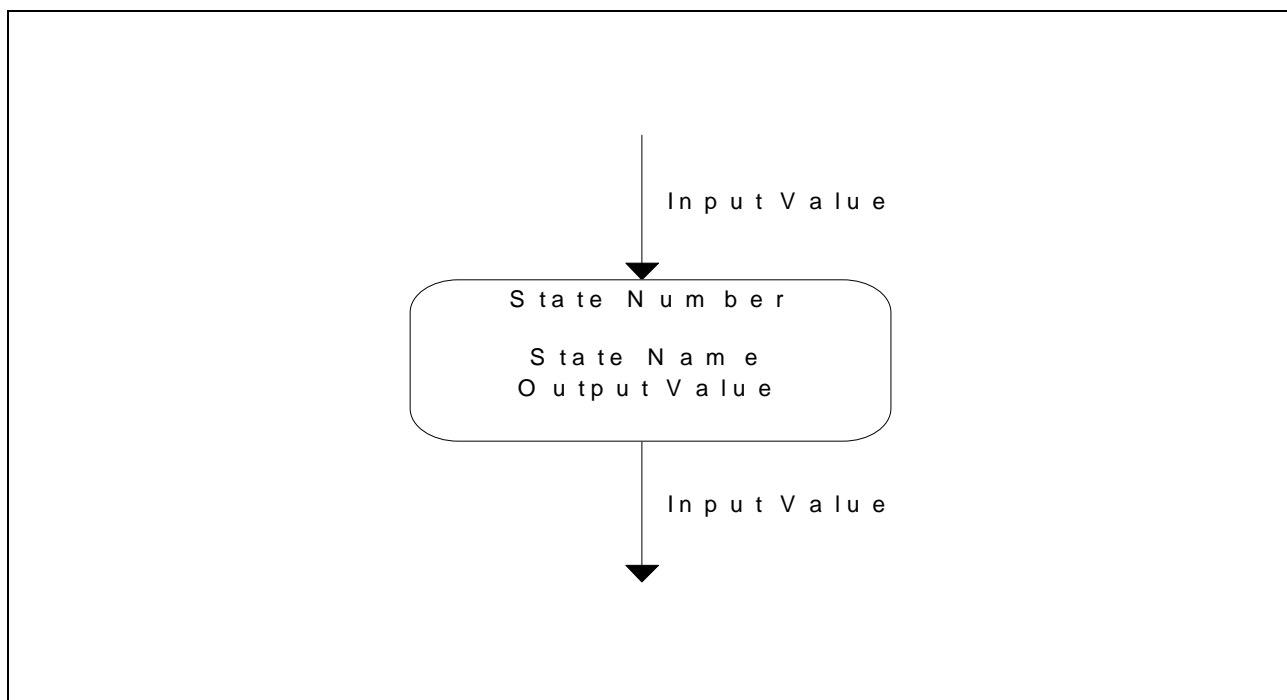 Input Value
State Number
State Name
Output Value
Input Value